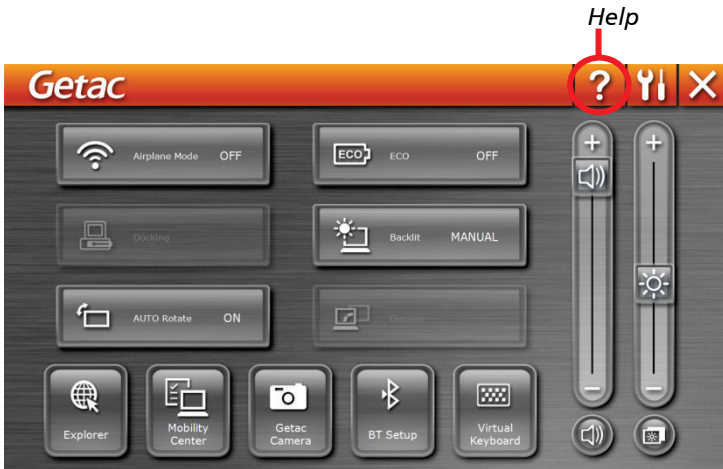 Help
Getac
?
Airplane Mode OFF
ECO ECO OFF
Docking
Backlit MANUAL
AUTO Rotate ON
Display
Explorer
Mobility
Center
Getac
Camera
BT Setup
Virtual
Keyboard